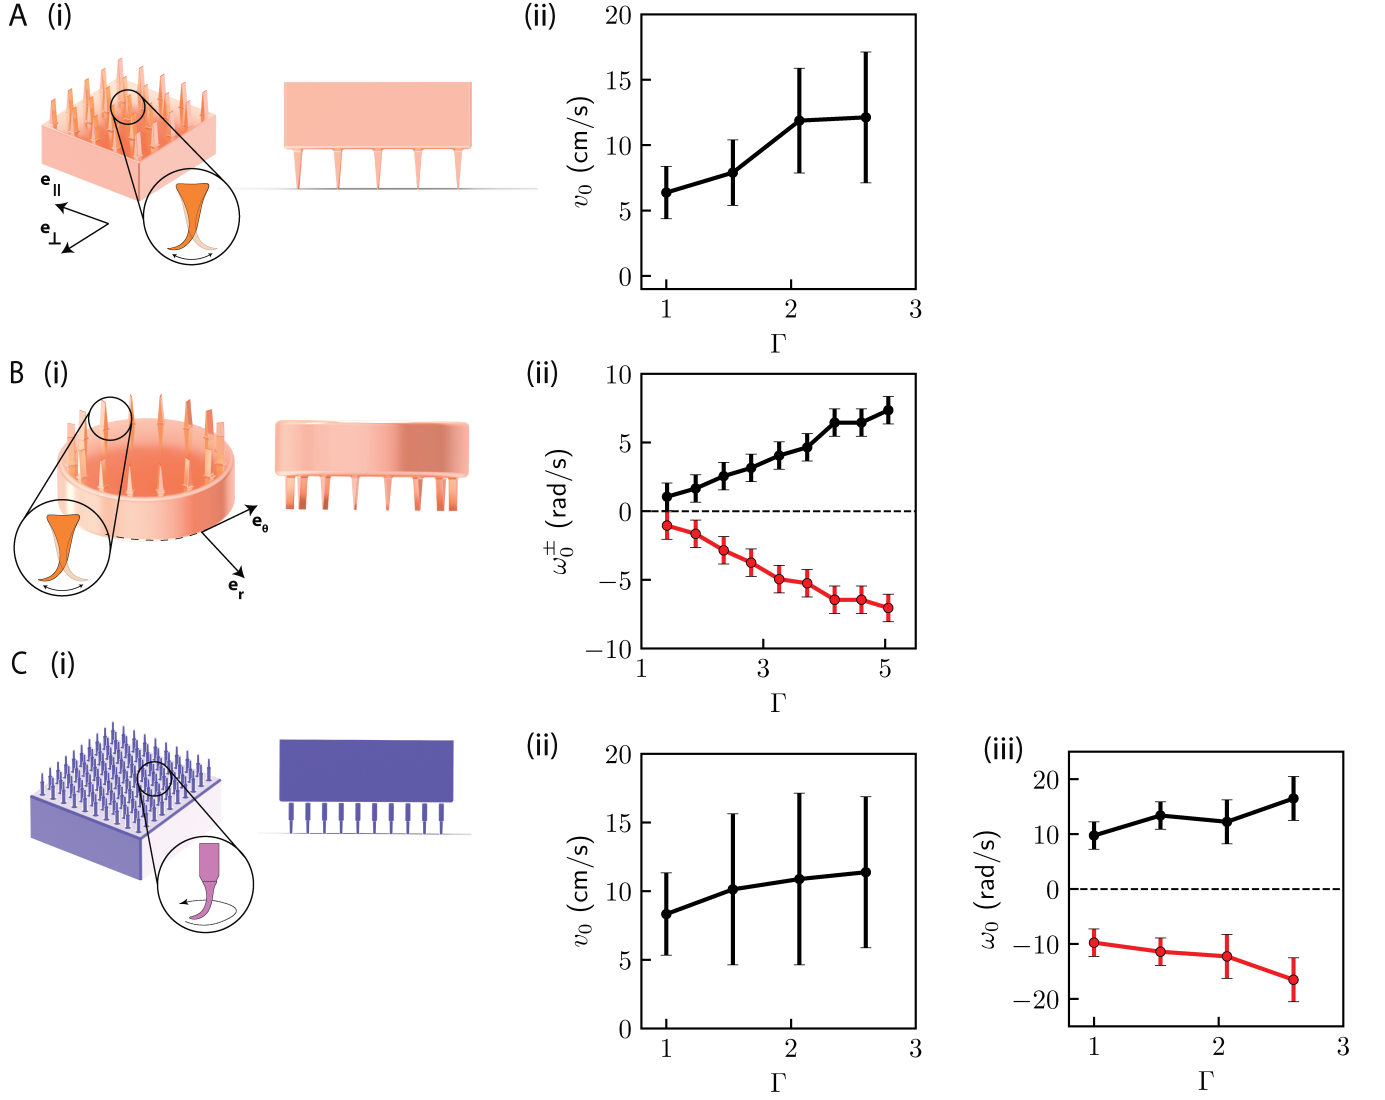 A (i)
e||
e⊥
(ii)
20
15
10
5
0
v₀ (cm/s)
1 2 3
Γ
B (i)
eθ
er
(ii)
10
5
0
−5
−10
ω₀± (rad/s)
1 3 5
Γ
C (i)
(ii)
20
15
10
5
0
v₀ (cm/s)
1 2 3
Γ
(iii)
20
10
0
−10
−20
ω₀ (rad/s)
1 2 3
Γ